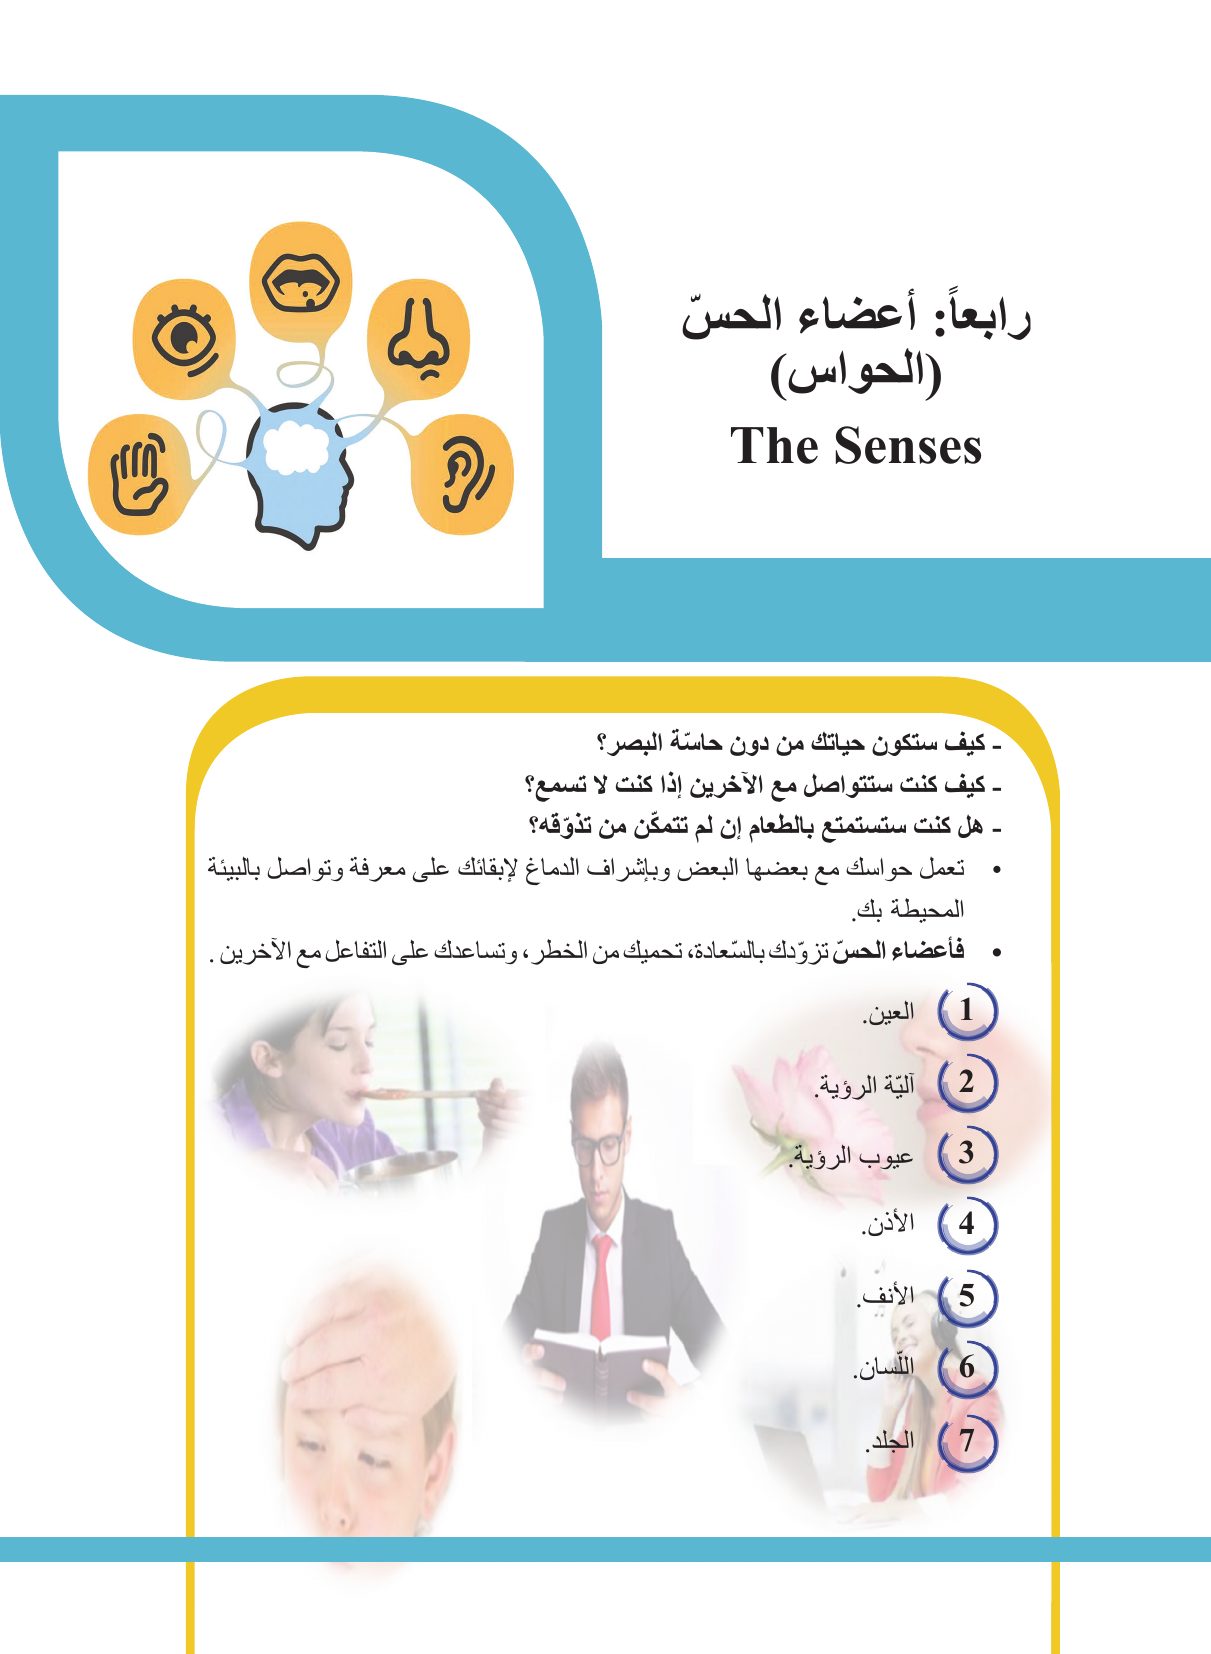 رابعاً: أعضاء الحسّ
(الحواس)
The Senses
- كيف ستكون حياتك من دون حاسّة البصر؟
- كيف كنت ستتواصل مع الآخرين إذا كنت لا تسمع؟
- هل كنت ستستمتع بالطعام إن لم تتمكّن من تذوّقه؟
• تعمل حواسك مع بعضها البعض وبإشراف الدماغ لإبقائك على معرفة وتواصل بالبيئة
المحيطة بك.
• فأعضاء الحسّ تزوّدك بالسّعادة، تحميك من الخطر، وتساعدك على التفاعل مع الآخرين .
1 العين.
2 آليّة الرؤية.
3 عيوب الرؤية.
4 الأذن.
5 الأنف.
6 اللّسان.
7 الجلد.